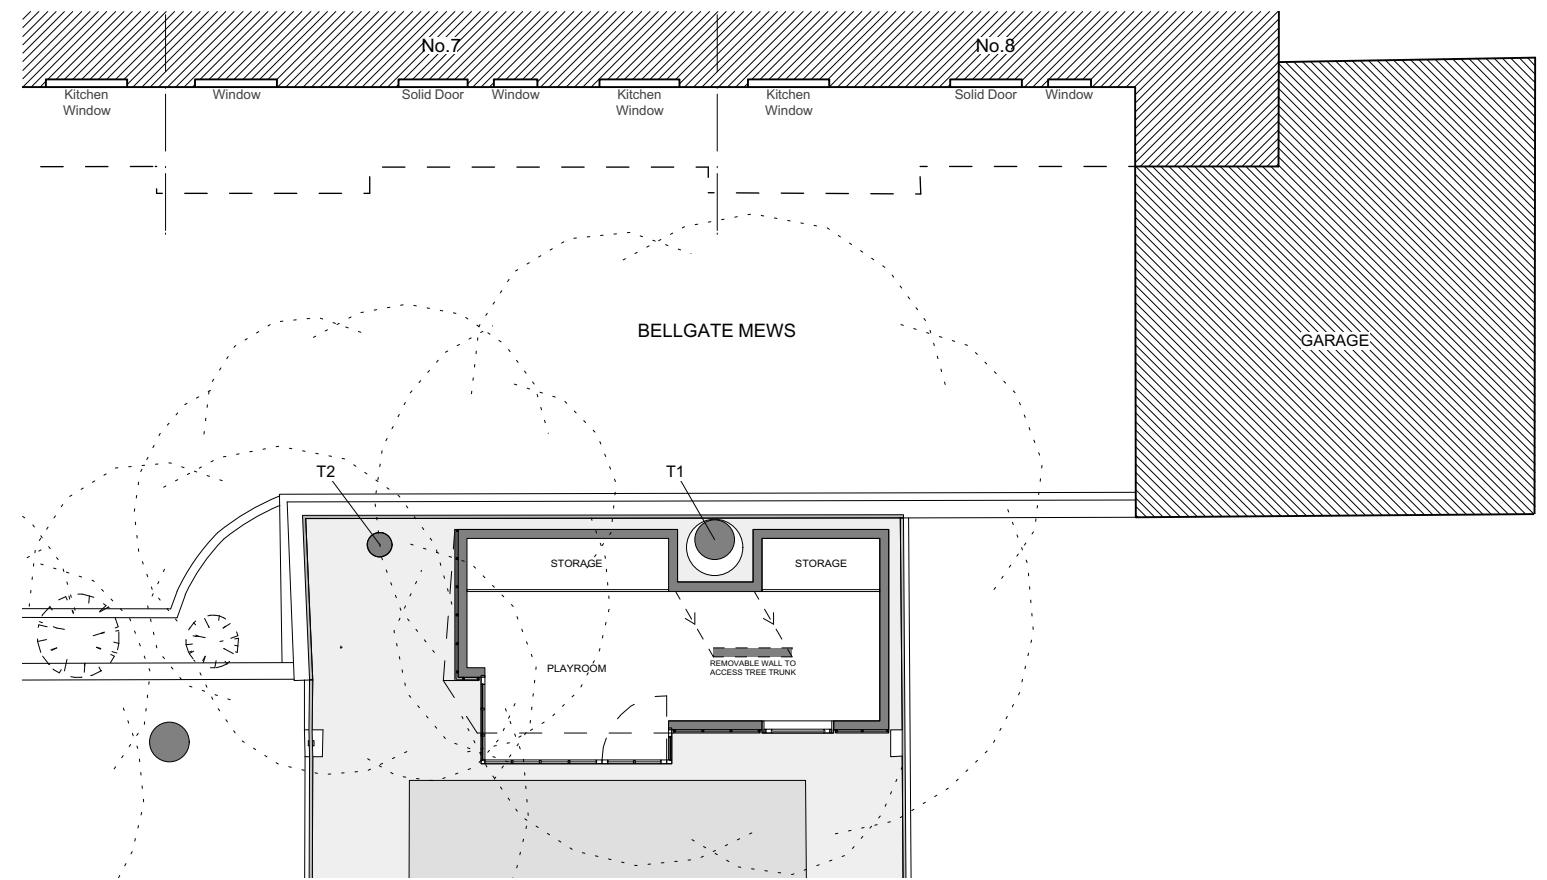 No.7
No.8
Kitchen
Window
Window
Solid Door
Window
Kitchen
Window
Kitchen
Window
Solid Door
Window
BELLGATE MEWS
GARAGE
T2
T1
STORAGE
STORAGE
PLAYROOM
REMOVABLE WALL TO
ACCESS TREE TRUNK